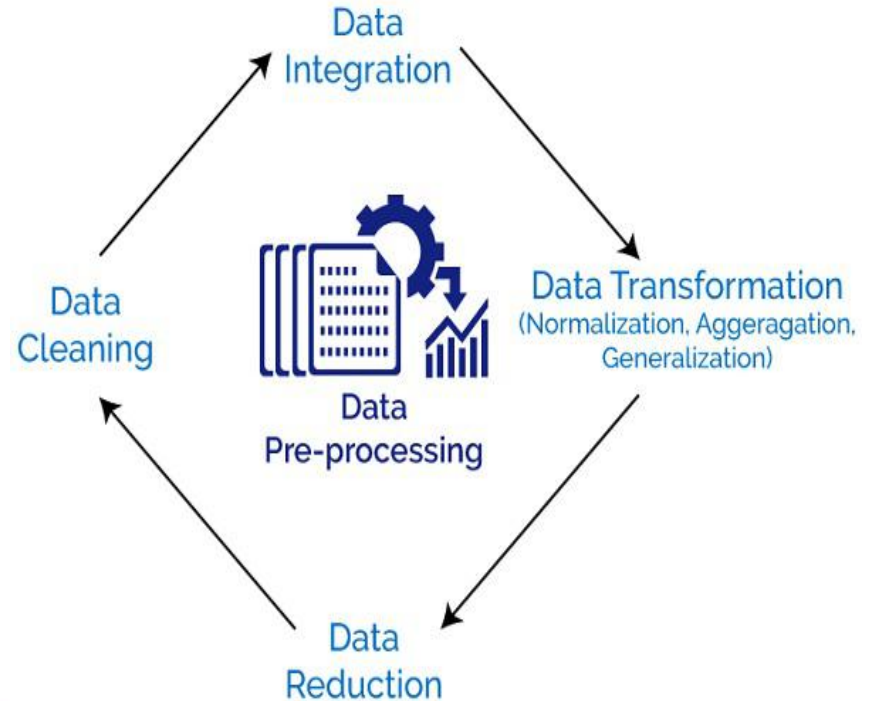 Data
Integration
Data Transformation
(Normalization, Aggeragation,
Generalization)
Data
Cleaning
Data
Pre-processing
Data
Reduction